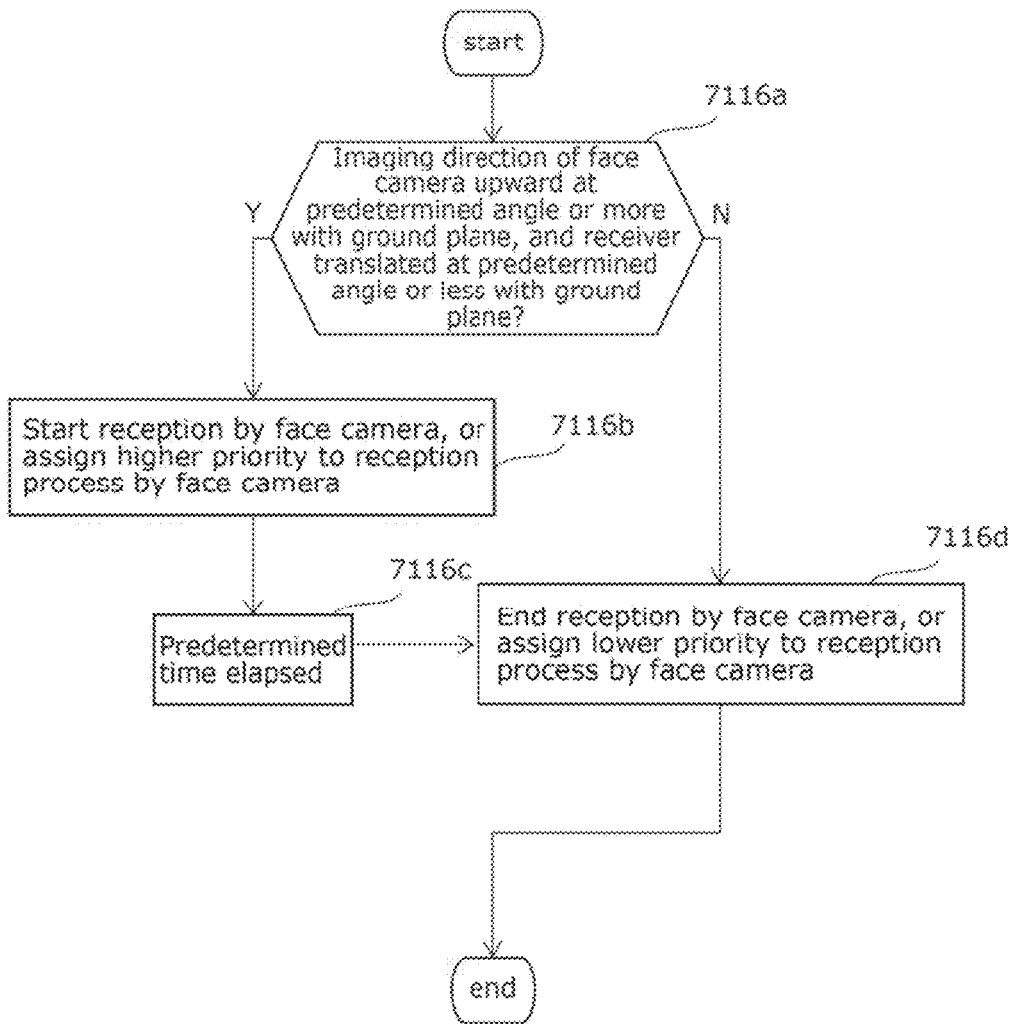 start
7116a
Imaging direction of face
camera upward at
predetermined angle or more
with ground plane, and receiver
translated at predetermined
angle or less with ground
plane?
Y
N
Start reception by face camera, or
assign higher priority to reception
process by face camera
7116b
7116c
Predetermined
time elapsed
7116d
End reception by face camera, or
assign lower priority to reception
process by face camera
end